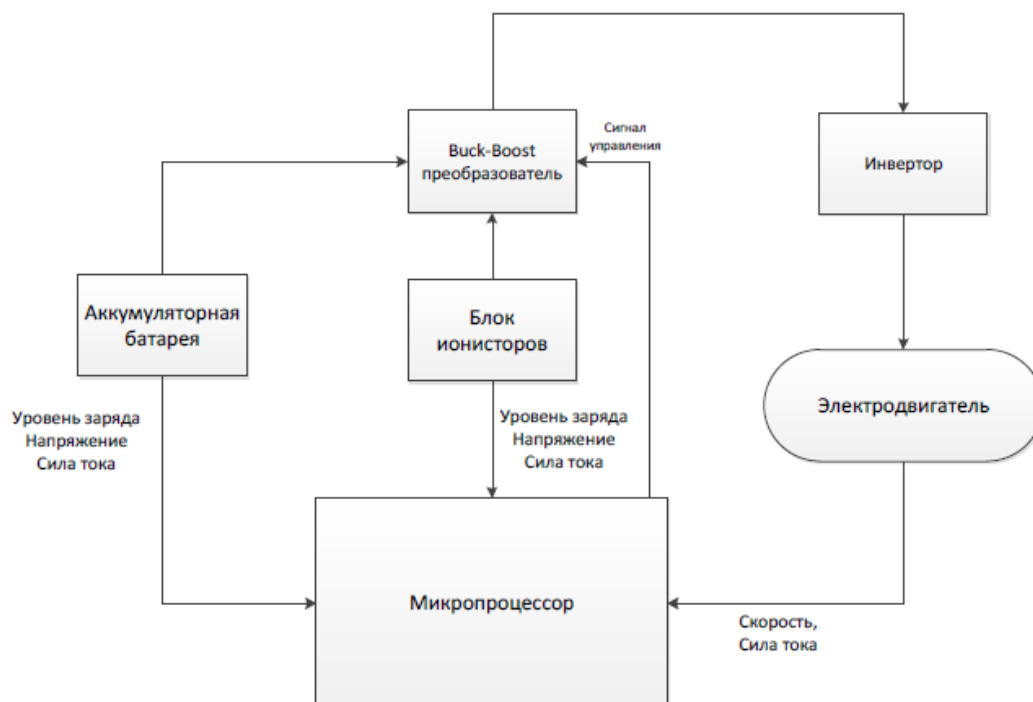 Buck-Boost
преобразователь
Сигнал
управления
Инвертор
Аккумуляторная
батарея
Блок
ионисторов
Электродвигатель
Уровень заряда
Напряжение
Сила тока
Уровень заряда
Напряжение
Сила тока
Микропроцессор
Скорость,
Сила тока